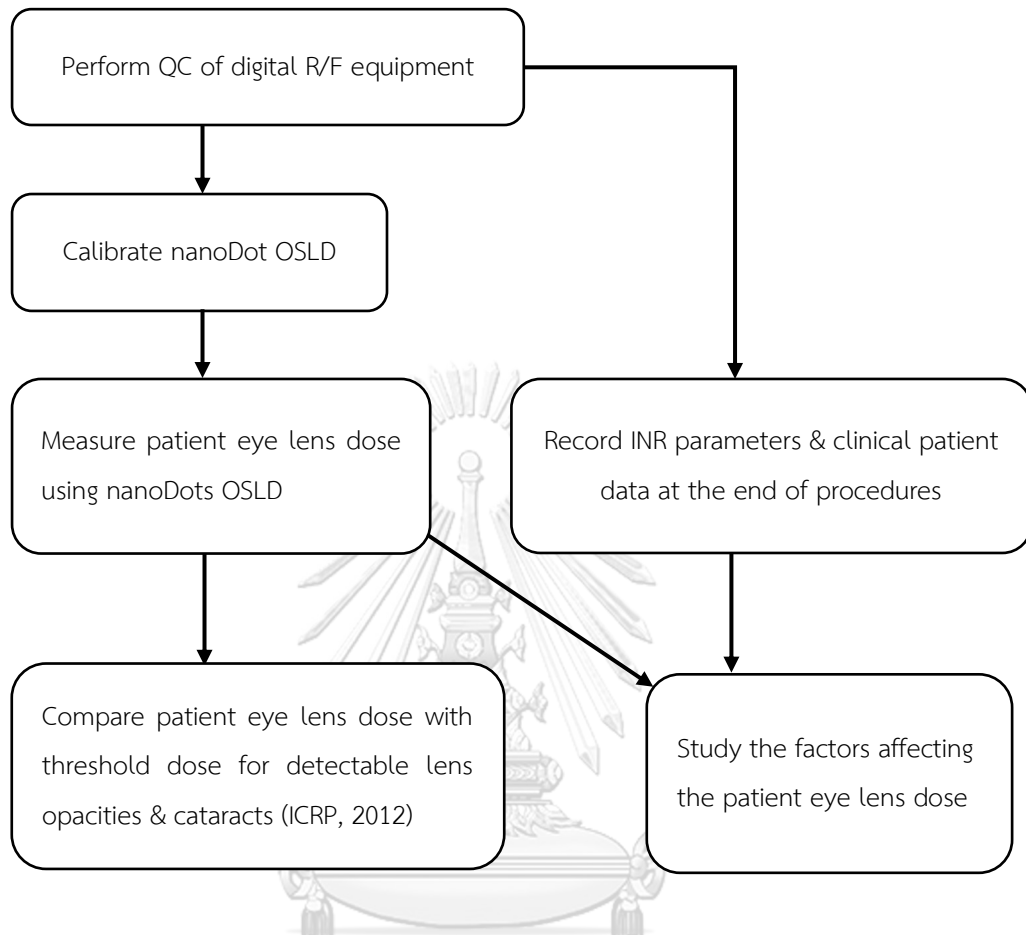 Perform QC of digital R/F equipment
Calibrate nanoDot OSLD
Measure patient eye lens dose
using nanoDots OSLD
Record INR parameters & clinical patient
data at the end of procedures
Compare patient eye lens dose with
threshold dose for detectable lens
opacities & cataracts (ICRP, 2012)
Study the factors affecting
the patient eye lens dose